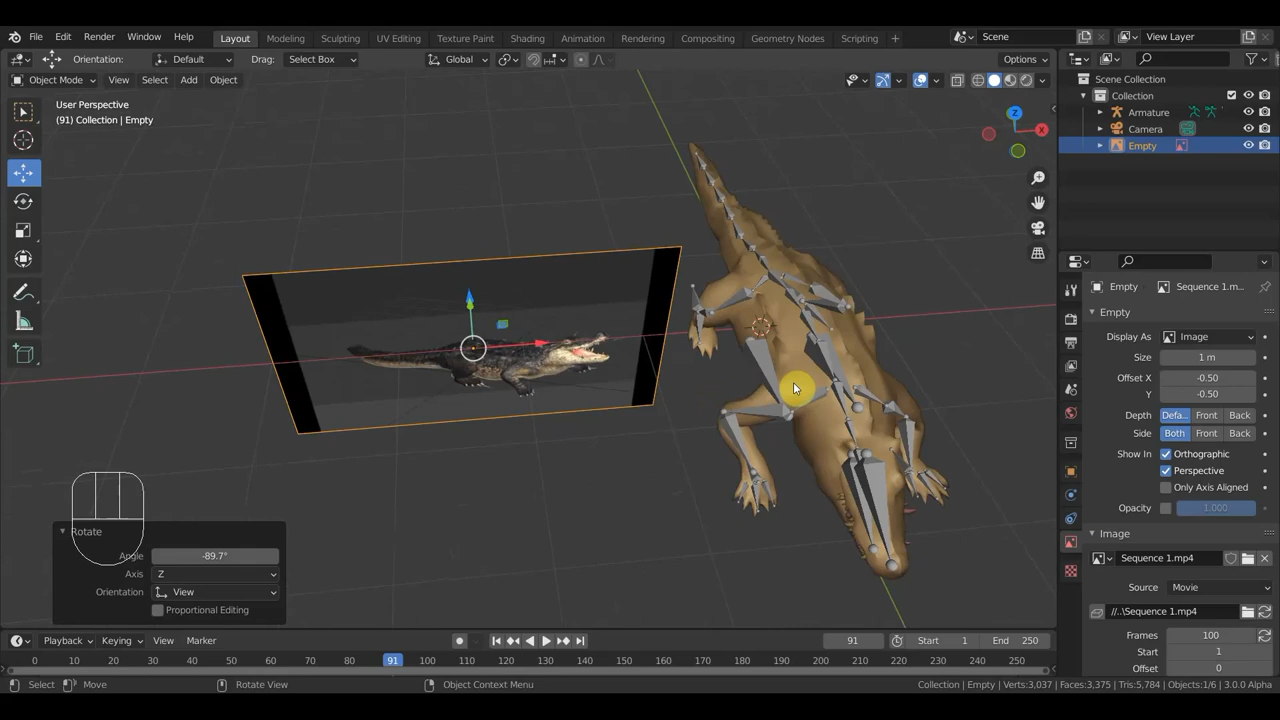 File Edit Render Window Help Layout Modeling Sculpting UV Editing Texture Paint Shading Animation Rendering Compositing Geometry Nodes Scripting + Scene View Layer
Orientation: Default Drag: Select Box Global Options
Object Mode View Select Add Object
User Perspective
(91) Collection | Empty
Z
X
Scene Collection
Collection
Armature
Camera
Empty
Empty Sequence 1.m...
Empty
Display As Image
Size 1 m
Offset X -0.50
Y -0.50
Depth Defa... Front Back
Side Both Front Back
Show In Orthographic
Perspective
Only Axis Aligned
Opacity 1.000
Image
Sequence 1.mp4
Source Movie
//..\Sequence 1.mp4
Frames 100
Start 1
Offset 0
Rotate
Angle -89.7°
Axis Z
Orientation View
Proportional Editing
Playback Keying View Marker 91 Start 1 End 250
0 10 20 30 40 50 60 70 80 91 100 110 120 130 140 150 160 170 180 190 200 210 220 230 240 250
Select Move Rotate View Object Context Menu Collection | Empty | Verts:3,037 | Faces:3,375 | Tris:5,784 | Objects:1/6 | 3.0.0 Alpha